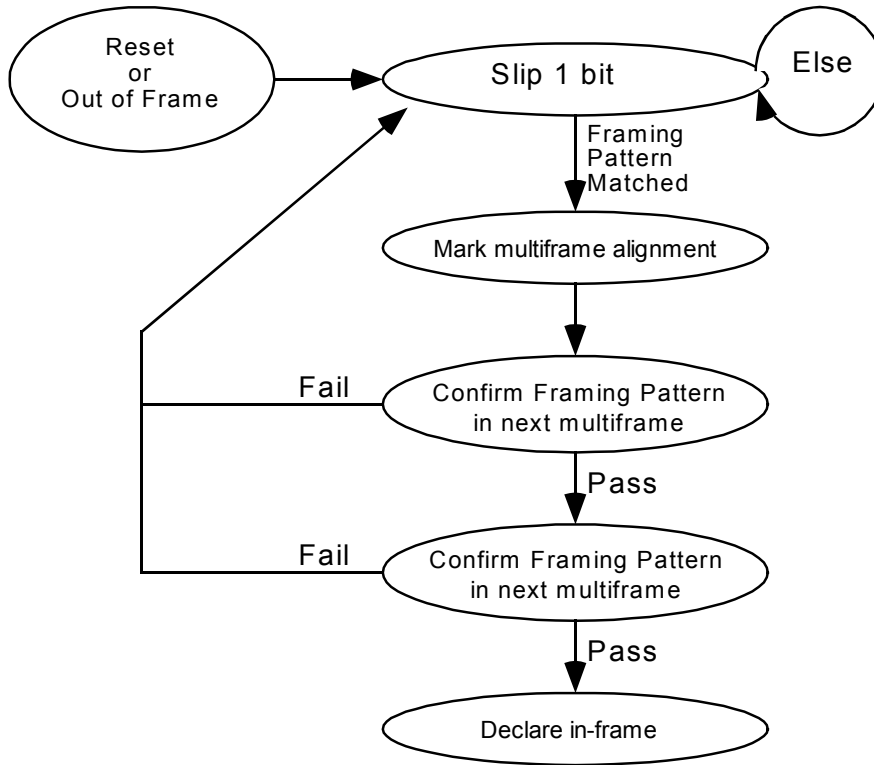 Reset
or
Out of Frame
Slip 1 bit
Else
Framing
Pattern
Matched
Mark multiframe alignment
Fail
Confirm Framing Pattern
in next multiframe
Pass
Fail
Confirm Framing Pattern
in next multiframe
Pass
Declare in-frame